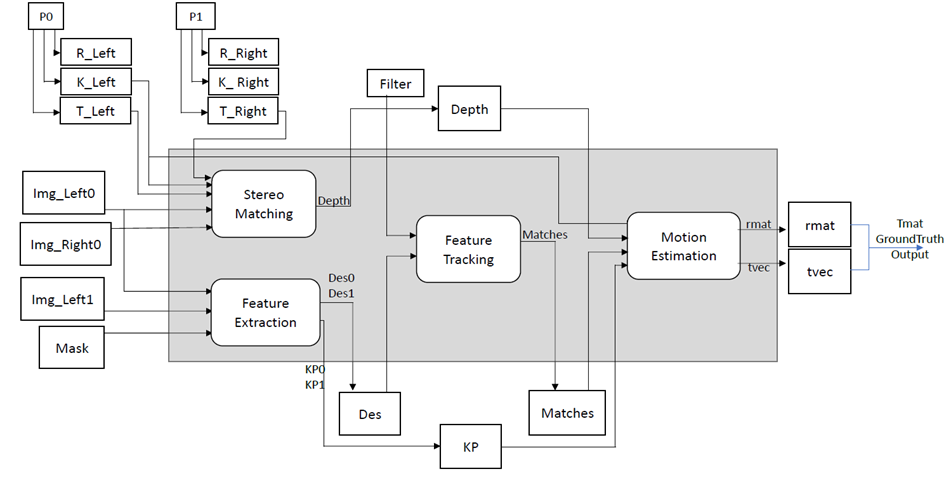 P0
P1
R_Left
R_Right
K_Left
K_ Right
T_Left
T_Right
Filter
Depth
Img_Left0
Stereo
Matching
Depth
Img_Right0
Feature
Tracking
Matches
Motion
Estimation
rmat
tvec
rmat
tvec
Tmat
GroundTruth
Output
Img_Left1
Mask
Feature
Extraction
Des0
Des1
KP0
KP1
Des
Matches
KP